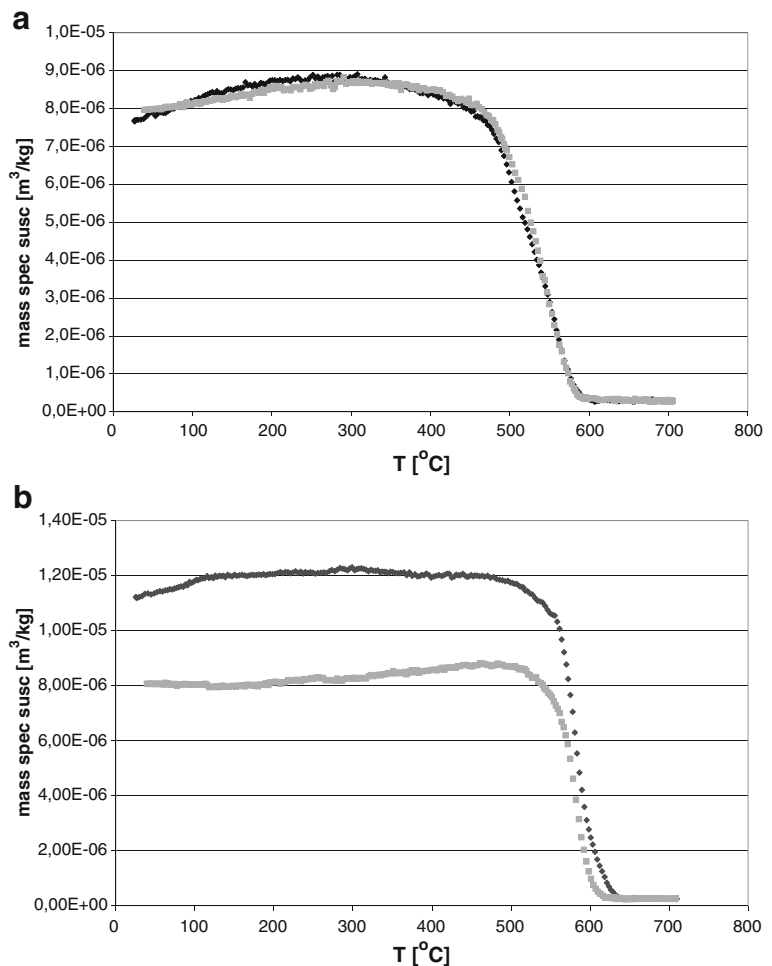 a
1,0E-05
9,0E-06
8,0E-06
7,0E-06
6,0E-06
5,0E-06
4,0E-06
3,0E-06
2,0E-06
1,0E-06
0,0E+00
mass spec susc [m³/kg]
0 100 200 300 400 500 600 700 800
T [°C]
b
1,40E-05
1,20E-05
1,00E-05
8,00E-06
6,00E-06
4,00E-06
2,00E-06
0,00E+00
mass spec susc [m³/kg]
0 100 200 300 400 500 600 700 800
T [°C]